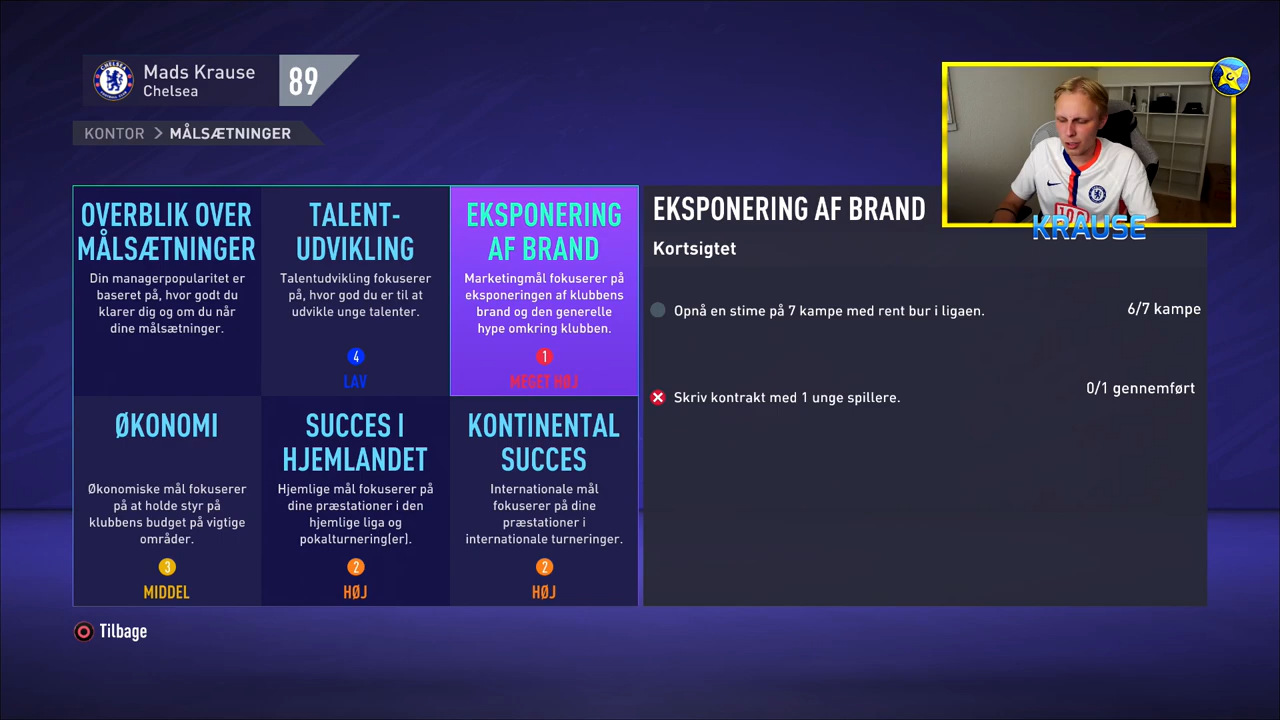 Mads Krause
Chelsea
89
KONTOR > MÅLSÆTNINGER
OVERBLIK OVER
MÅLSÆTNINGER
Din managerpopularitet er
baseret på, hvor godt du
klarer dig og om du når
dine målsætninger.
TALENT-
UDVIKLING
Talentudvikling fokuserer
på, hvor god du er til at
udvikle unge talenter.
4
LAV
EKSPONERING
AF BRAND
Marketingmål fokuserer på
eksponeringen af klubbens
brand og den generelle
hype omkring klubben.
1
MEGET HØJ
ØKONOMI
Økonomiske mål fokuserer
på at holde styr på
klubbens budget på vigtige
områder.
3
MIDDEL
SUCCES I
HJEMLANDET
Hjemlige mål fokuserer på
dine præstationer i den
hjemlige liga og
pokalturnering(er).
2
HØJ
KONTINENTAL
SUCCES
Internationale mål
fokuserer på dine
præstationer i
internationale turneringer.
2
HØJ
EKSPONERING AF BRAND
Kortsigtet
Opnå en stime på 7 kampe med rent bur i ligaen.
6/7 kampe
Skriv kontrakt med 1 unge spillere.
0/1 gennemført
KRAUSE
Tilbage